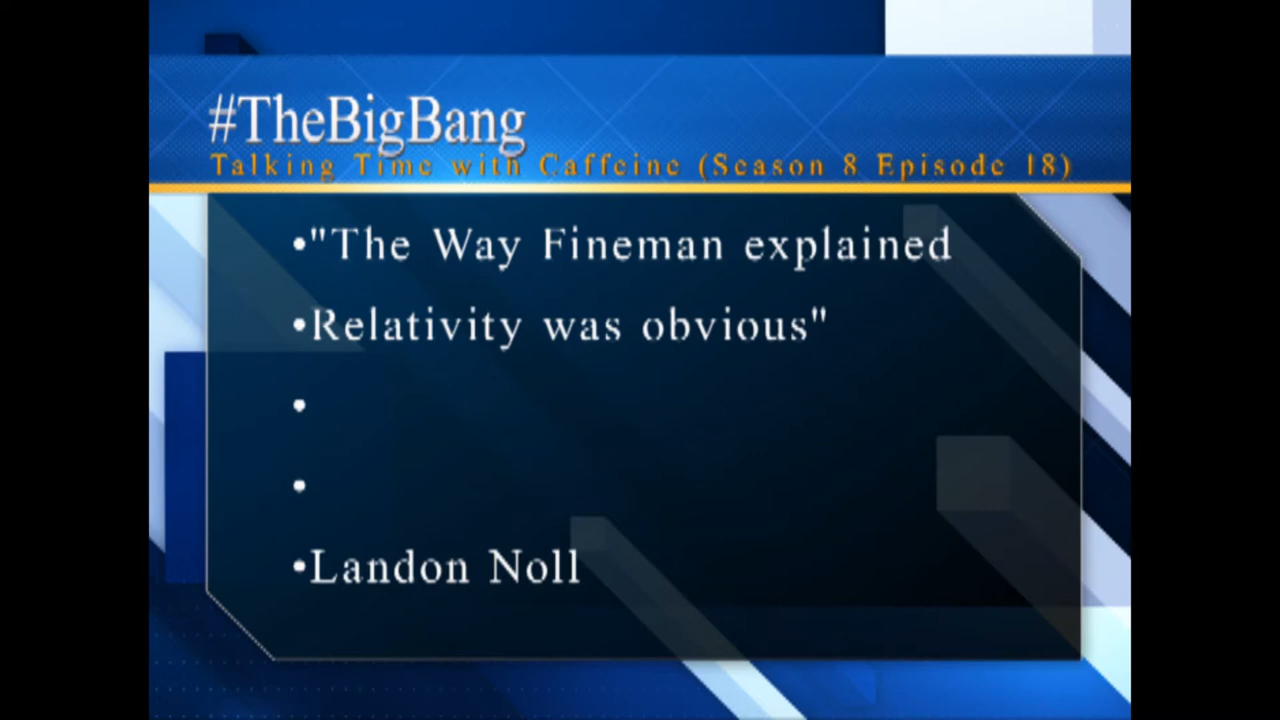 #TheBigBang
Talking Time with Caffeine (Season 8 Episode 18)
•"The Way Fineman explained
•Relativity was obvious"
•
•
•Landon Noll